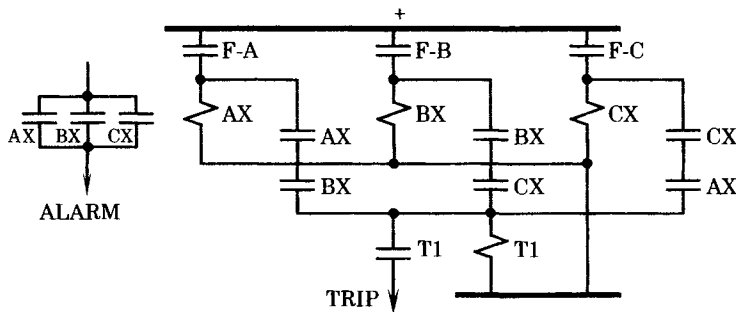 +
F-A F-B F-C
AX BX CX
AX BX CX
AX BX CX
BX CX AX
ALARM
T1 T1
TRIP